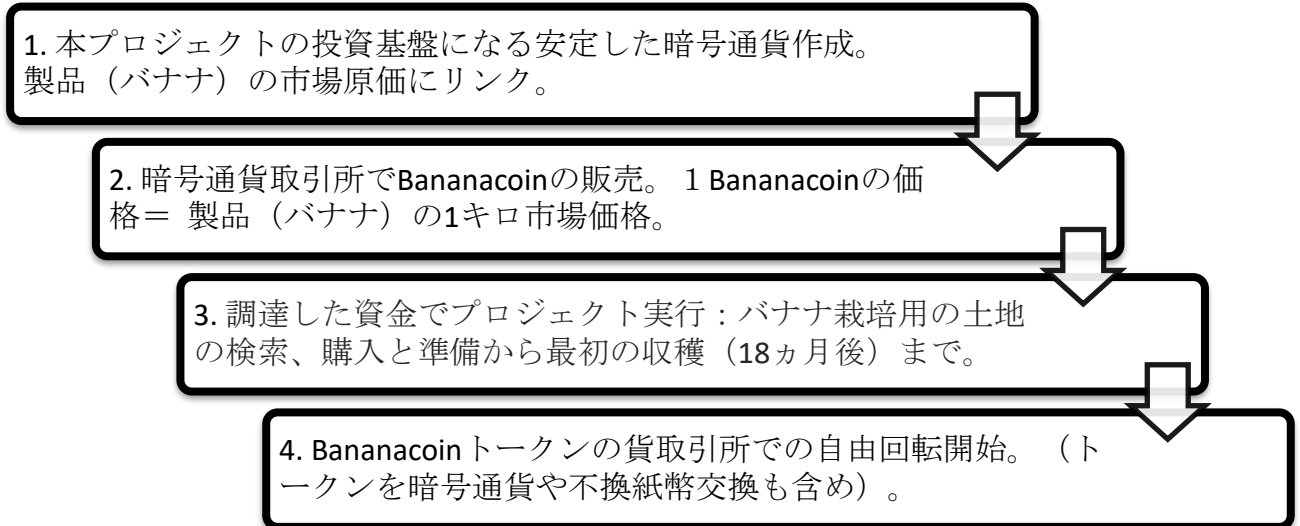 1. 本プロジェクトの投資基盤になる安定した暗号通貨作成。
製品（バナナ）の市場原価にリンク。
2. 暗号通貨取引所でBananacoinの販売。１Bananacoinの価
格＝ 製品（バナナ）の1キロ市場価格。
3. 調達した資金でプロジェクト実行：バナナ栽培用の土地
の検索、購入と準備から最初の収穫（18ヵ月後）まで。
4. Bananacoinトークンの貨取引所での自由回転開始。 （ト
ークンを暗号通貨や不換紙幣交換も含め）。